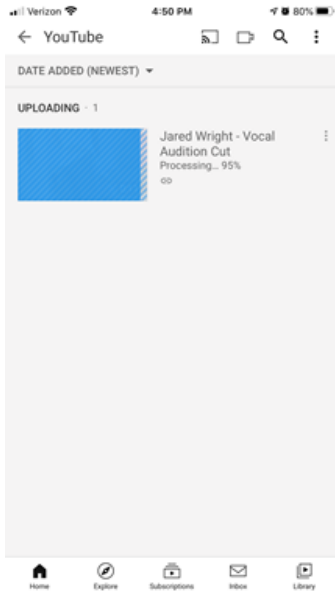 Verizon 4:50 PM 80%
YouTube
DATE ADDED (NEWEST)
UPLOADING · 1
Jared Wright - Vocal
Audition Cut
Processing... 95%
Home Explore Subscriptions Inbox Library